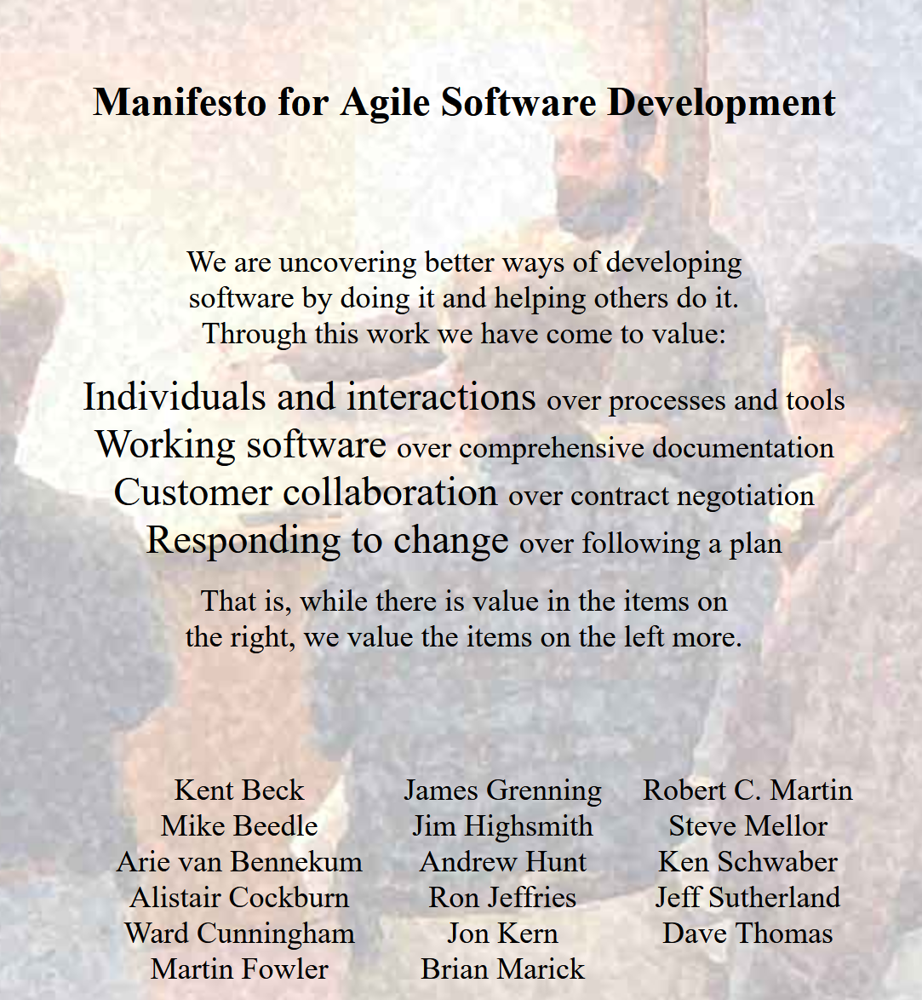 Manifesto for Agile Software Development
We are uncovering better ways of developing
software by doing it and helping others do it.
Through this work we have come to value:
Individuals and interactions over processes and tools
Working software over comprehensive documentation
Customer collaboration over contract negotiation
Responding to change over following a plan
That is, while there is value in the items on
the right, we value the items on the left more.
Kent Beck
Mike Beedle
Arie van Bennekum
Alistair Cockburn
Ward Cunningham
Martin Fowler
James Grenning
Jim Highsmith
Andrew Hunt
Ron Jeffries
Jon Kern
Brian Marick
Robert C. Martin
Steve Mellor
Ken Schwaber
Jeff Sutherland
Dave Thomas